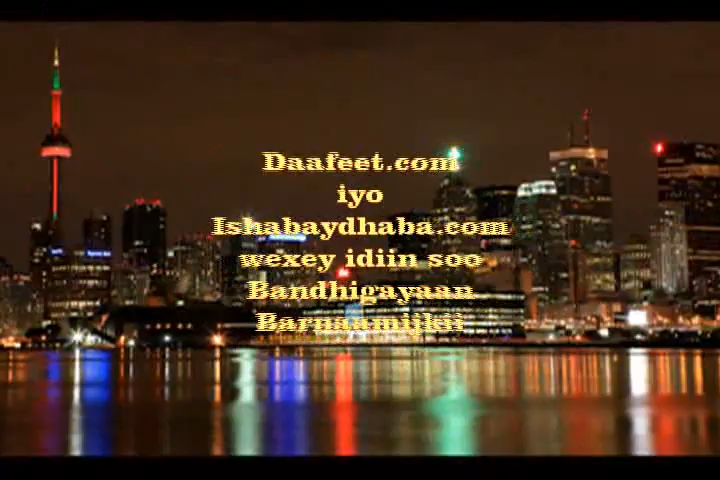 Daafeet.com
iyo
Ishabaydhaba.com
wexey idiin soo
Bandhigayaan
Barnaamijkii